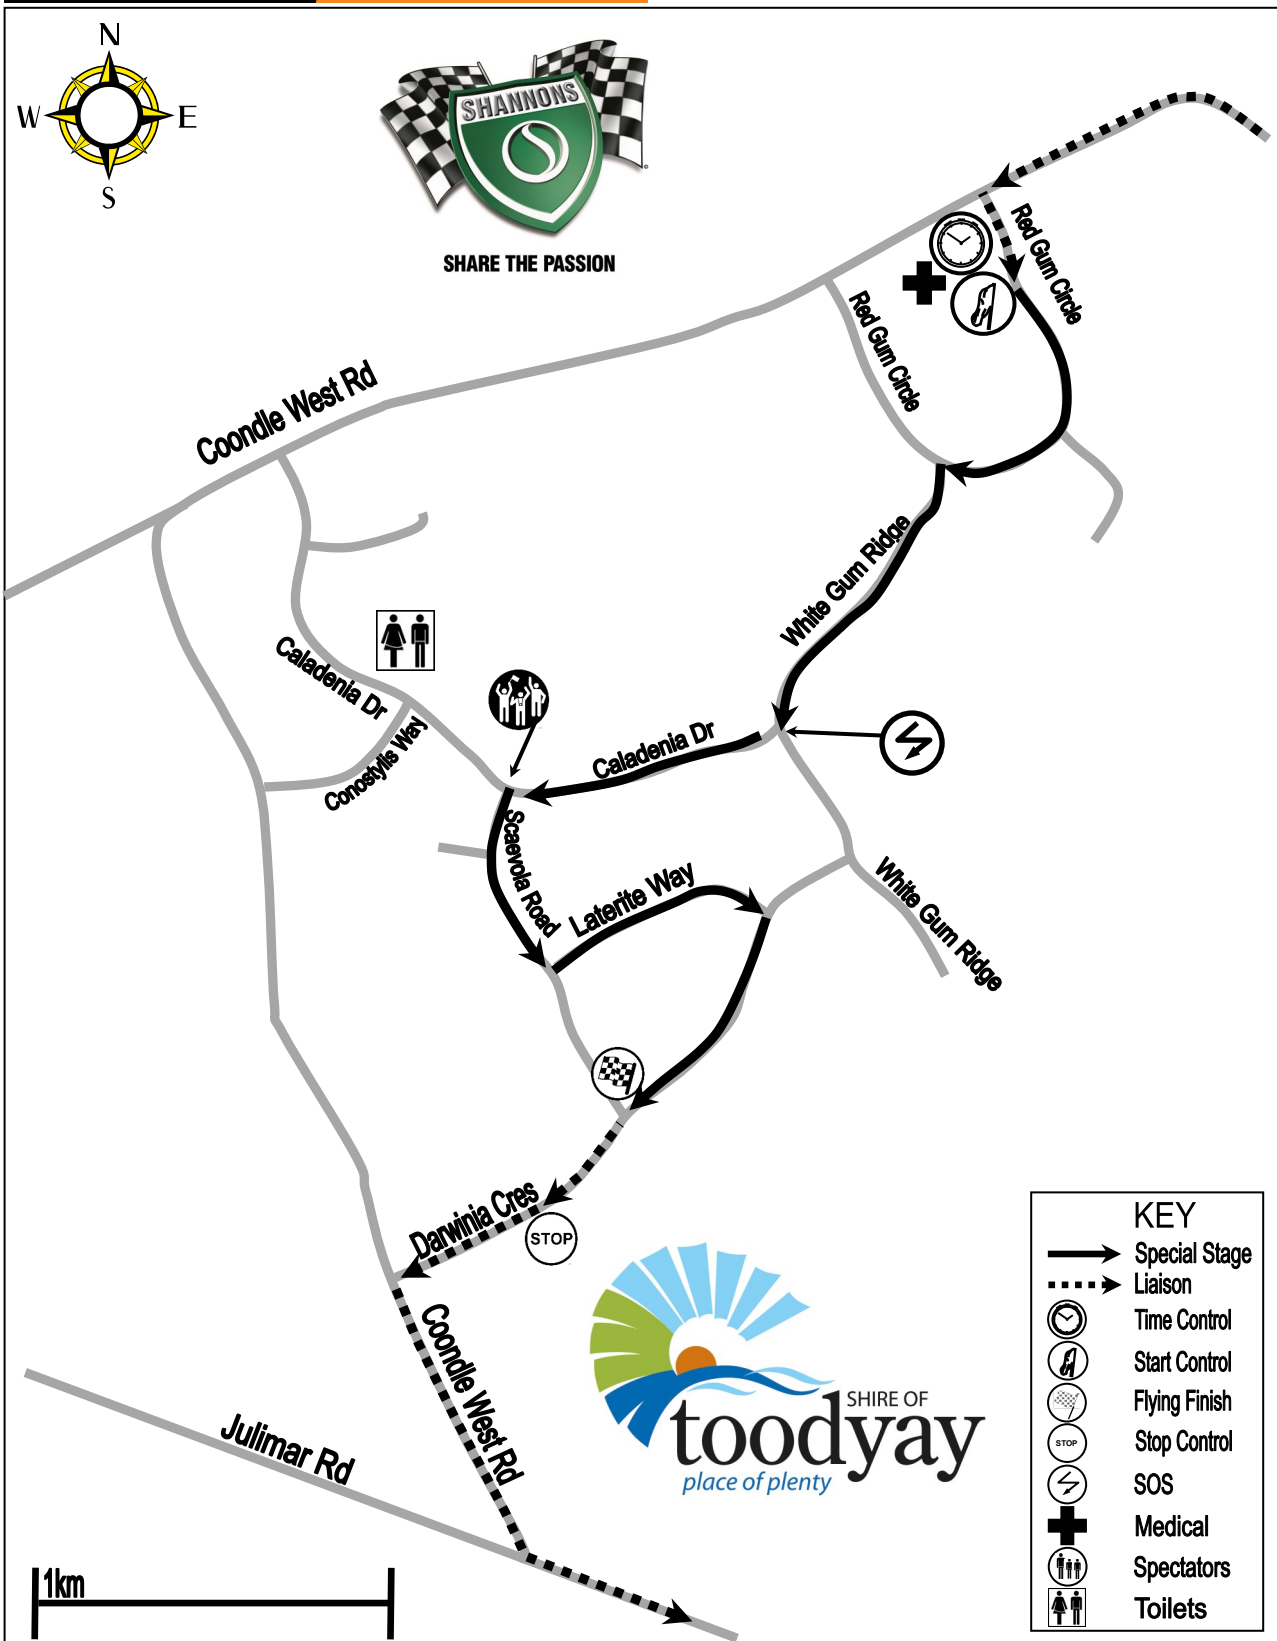 N
W
E
S
SHANNONS
SHARE THE PASSION
Red Gum Circle
Red Gum Circle
Coondle West Rd
White Gum Ridge
Caladenia Dr
Conostylis Way
Caladenia Dr
Scaevola Road
Laterite Way
White Gum Ridge
Darwinia Cres
STOP
Coondle West Rd
Julimar Rd
1km
SHIRE OF
toodyay
place of plenty
KEY
Special Stage
Liaison
Time Control
Start Control
Flying Finish
STOP
Stop Control
SOS
Medical
Spectators
Toilets